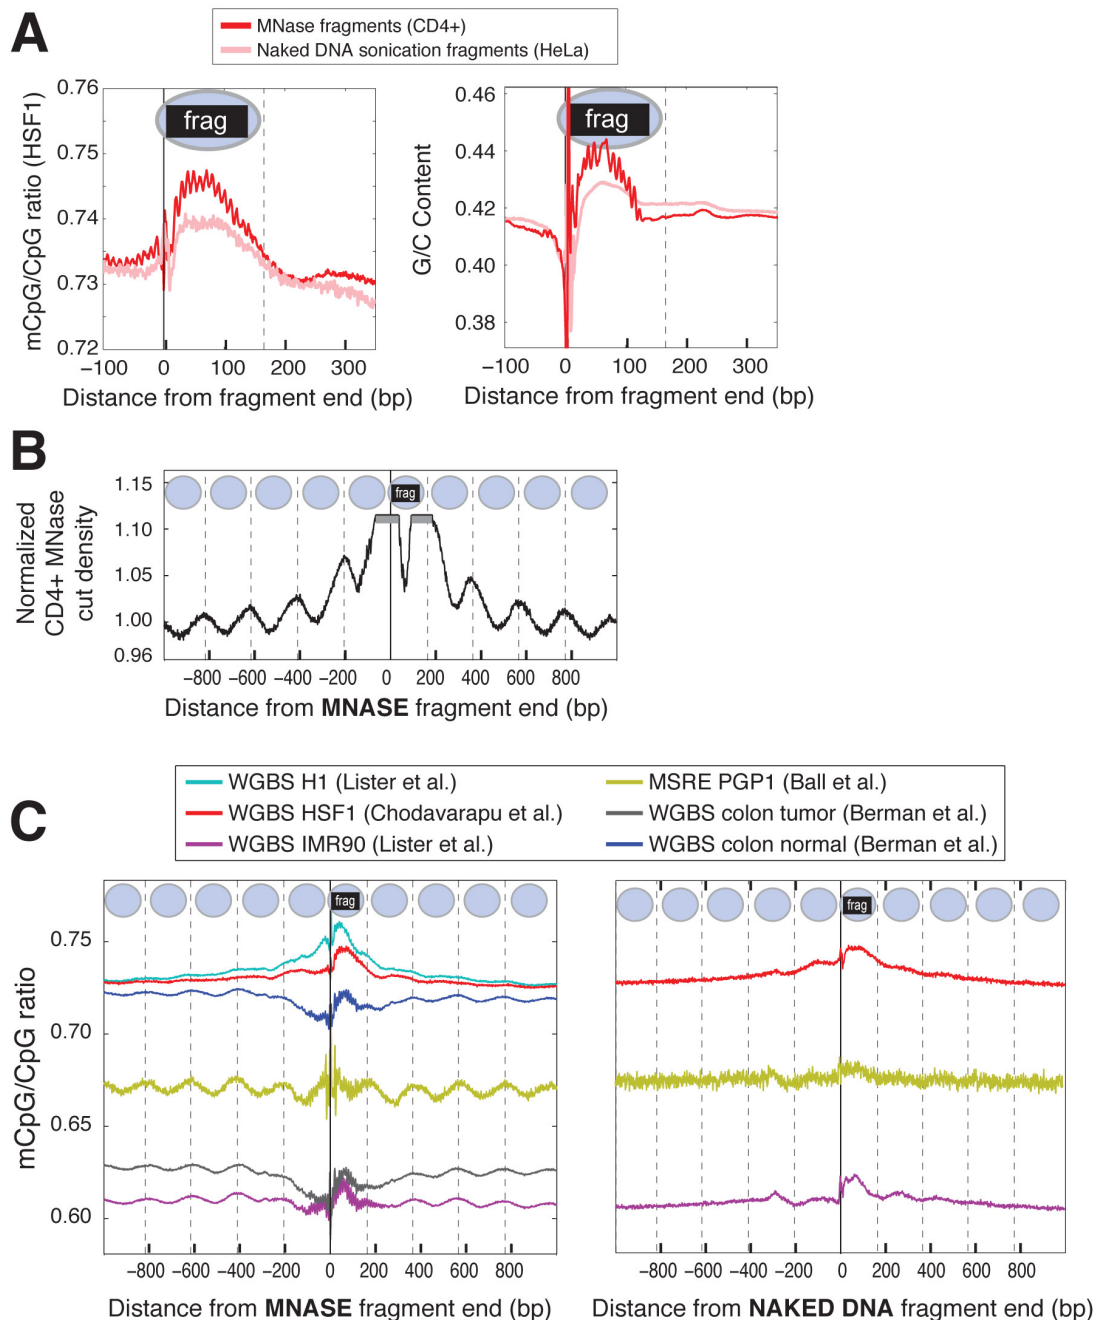 A
MNase fragments (CD4+)
Naked DNA sonication fragments (HeLa)
mCpG/CpG ratio (HSF1)
0.76
0.75
0.74
0.73
0.72
frag
−100 0 100 200 300
Distance from fragment end (bp)
G/C Content
0.46
0.44
0.42
0.40
0.38
frag
−100 0 100 200 300
Distance from fragment end (bp)
B
Normalized
CD4+ MNase
cut density
1.15
1.10
1.05
1.00
0.96
frag
−800 −600 −400 −200 0 200 400 600 800
Distance from MNASE fragment end (bp)
C
WGBS H1 (Lister et al.)
WGBS HSF1 (Chodavarapu et al.)
WGBS IMR90 (Lister et al.)
MSRE PGP1 (Ball et al.)
WGBS colon tumor (Berman et al.)
WGBS colon normal (Berman et al.)
mCpG/CpG ratio
0.75
0.70
0.65
0.60
frag
−800 −600 −400 −200 0 200 400 600 800
Distance from MNASE fragment end (bp)
frag
−800 −600 −400 −200 0 200 400 600 800
Distance from NAKED DNA fragment end (bp)